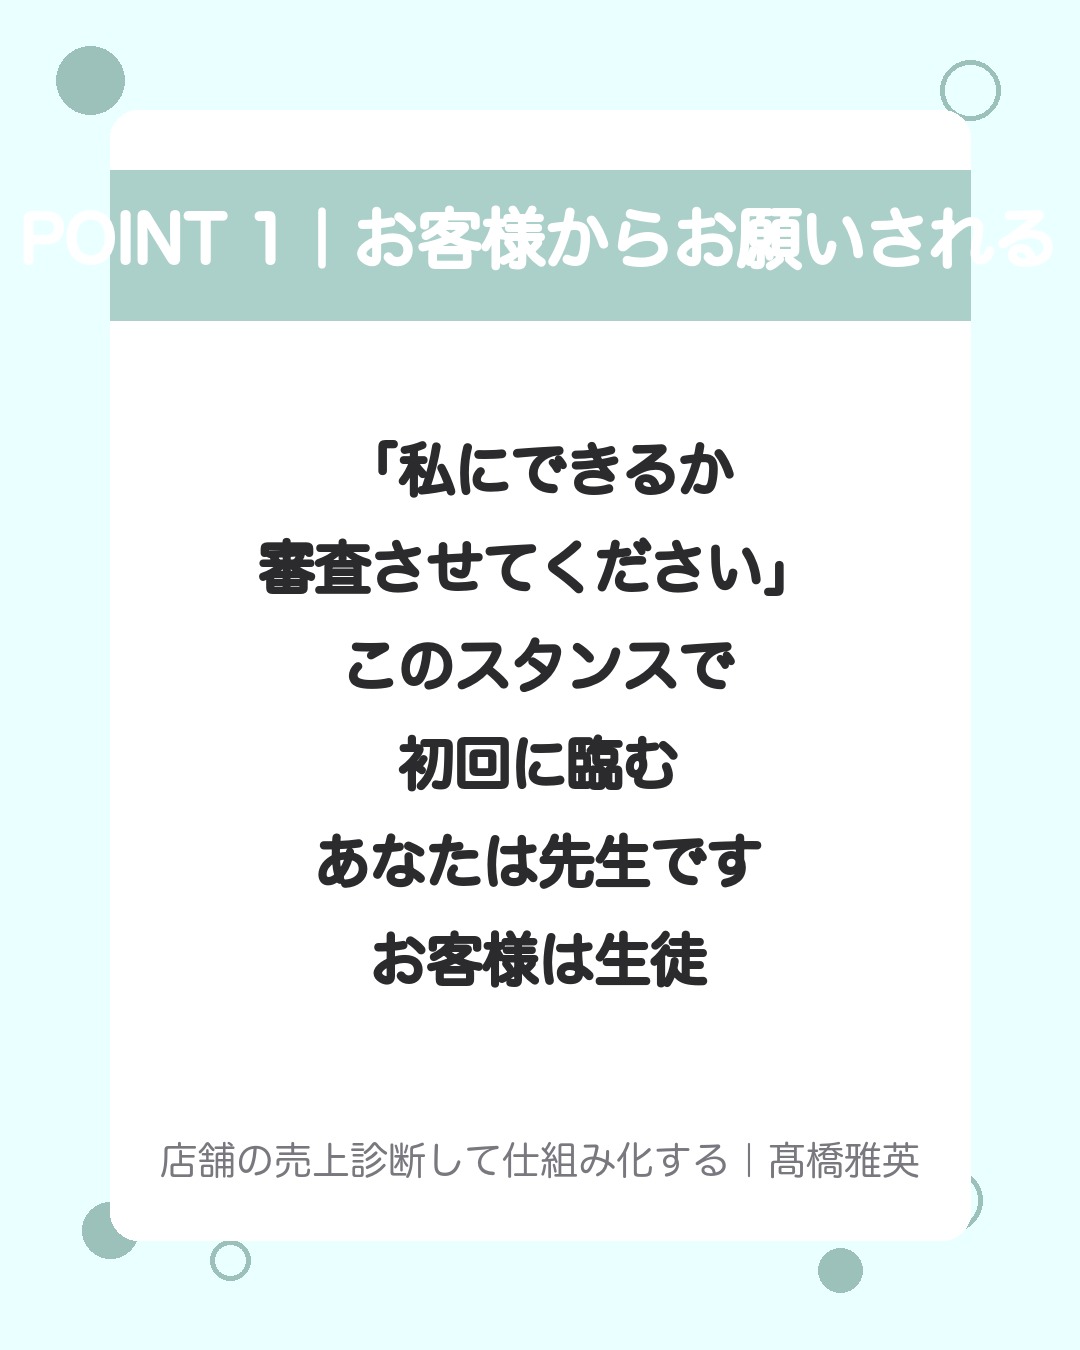 POINT 1｜お客様からお願いされる
「私にできるか
審査させてください」
このスタンスで
初回に臨む
あなたは先生です
お客様は生徒
店舗の売上診断して仕組み化する｜髙橋雅英